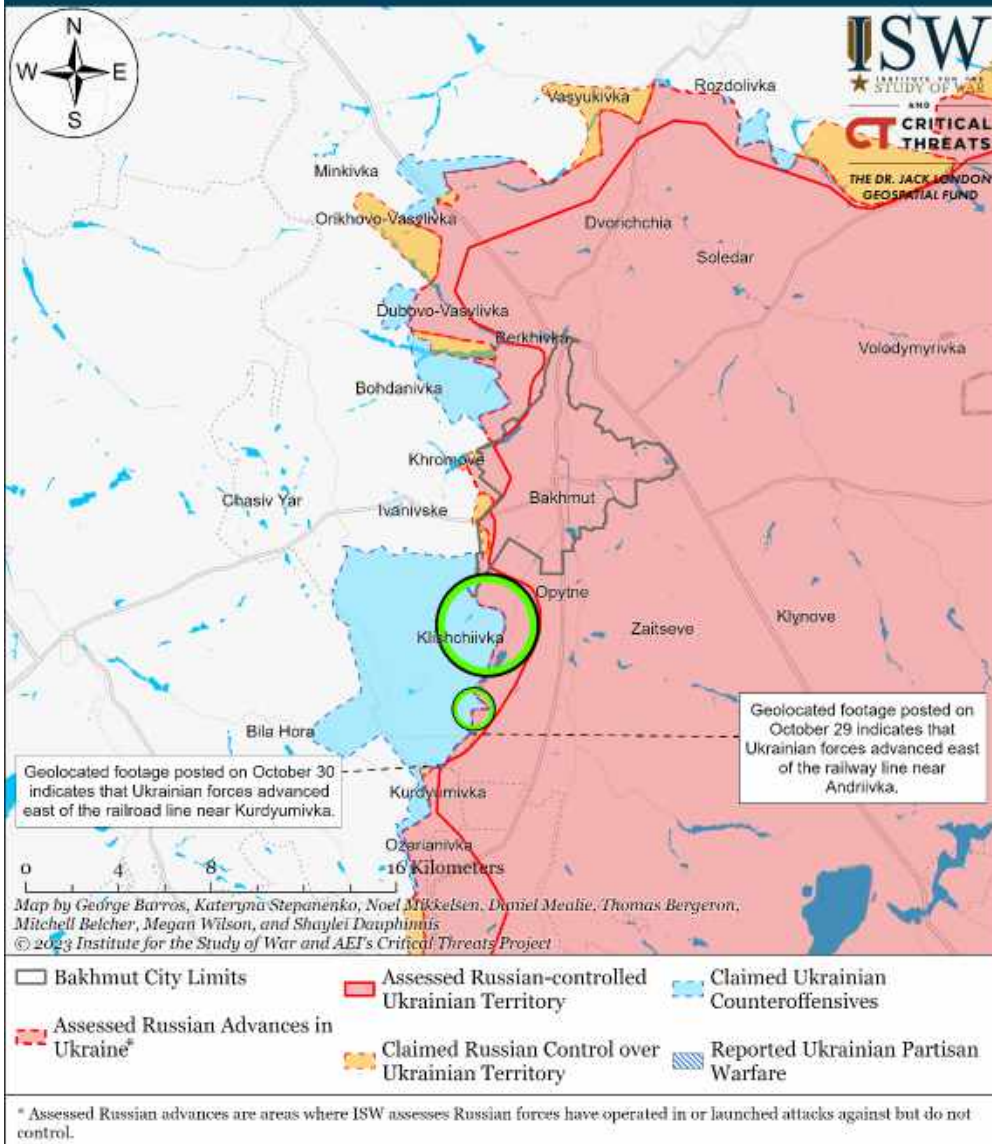 N
W E
S
ISW
INSTITUTE FOR THE
STUDY OF WAR
AND
CT CRITICAL
THREATS
THE DR. JACK LONDON
GEOSPATIAL FUND
Vasyukivka
Rozdolivka
Minkivka
Orikhovo-Vasylivka
Dvorichchia
Soledar
Dubovo-Vasylivka
Berkhivka
Volodymyrivka
Bohdanivka
Khromove
Chasiv Yar
Bakhmut
Ivanivske
Opytne
Klishchiivka
Zaitseve
Klynove
Bila Hora
Geolocated footage posted on
October 29 indicates that
Ukrainian forces advanced east
of the railway line near
Andriivka.
Geolocated footage posted on October 30
indicates that Ukrainian forces advanced
east of the railroad line near Kurdyumivka.
Kurdyumivka
Ozarianivka
0 4 8 16 Kilometers
Map by George Barros, Kateryna Stepanenko, Noel Mikkelsen, Daniel Mealie, Thomas Bergeron,
Mitchell Belcher, Megan Wilson, and Shaylei Dauphinais
© 2023 Institute for the Study of War and AEI's Critical Threats Project
Bakhmut City Limits
Assessed Russian Advances in
Ukraine*
Assessed Russian-controlled
Ukrainian Territory
Claimed Russian Control over
Ukrainian Territory
Claimed Ukrainian
Counteroffensives
Reported Ukrainian Partisan
Warfare
* Assessed Russian advances are areas where ISW assesses Russian forces have operated in or launched attacks against but do not
control.